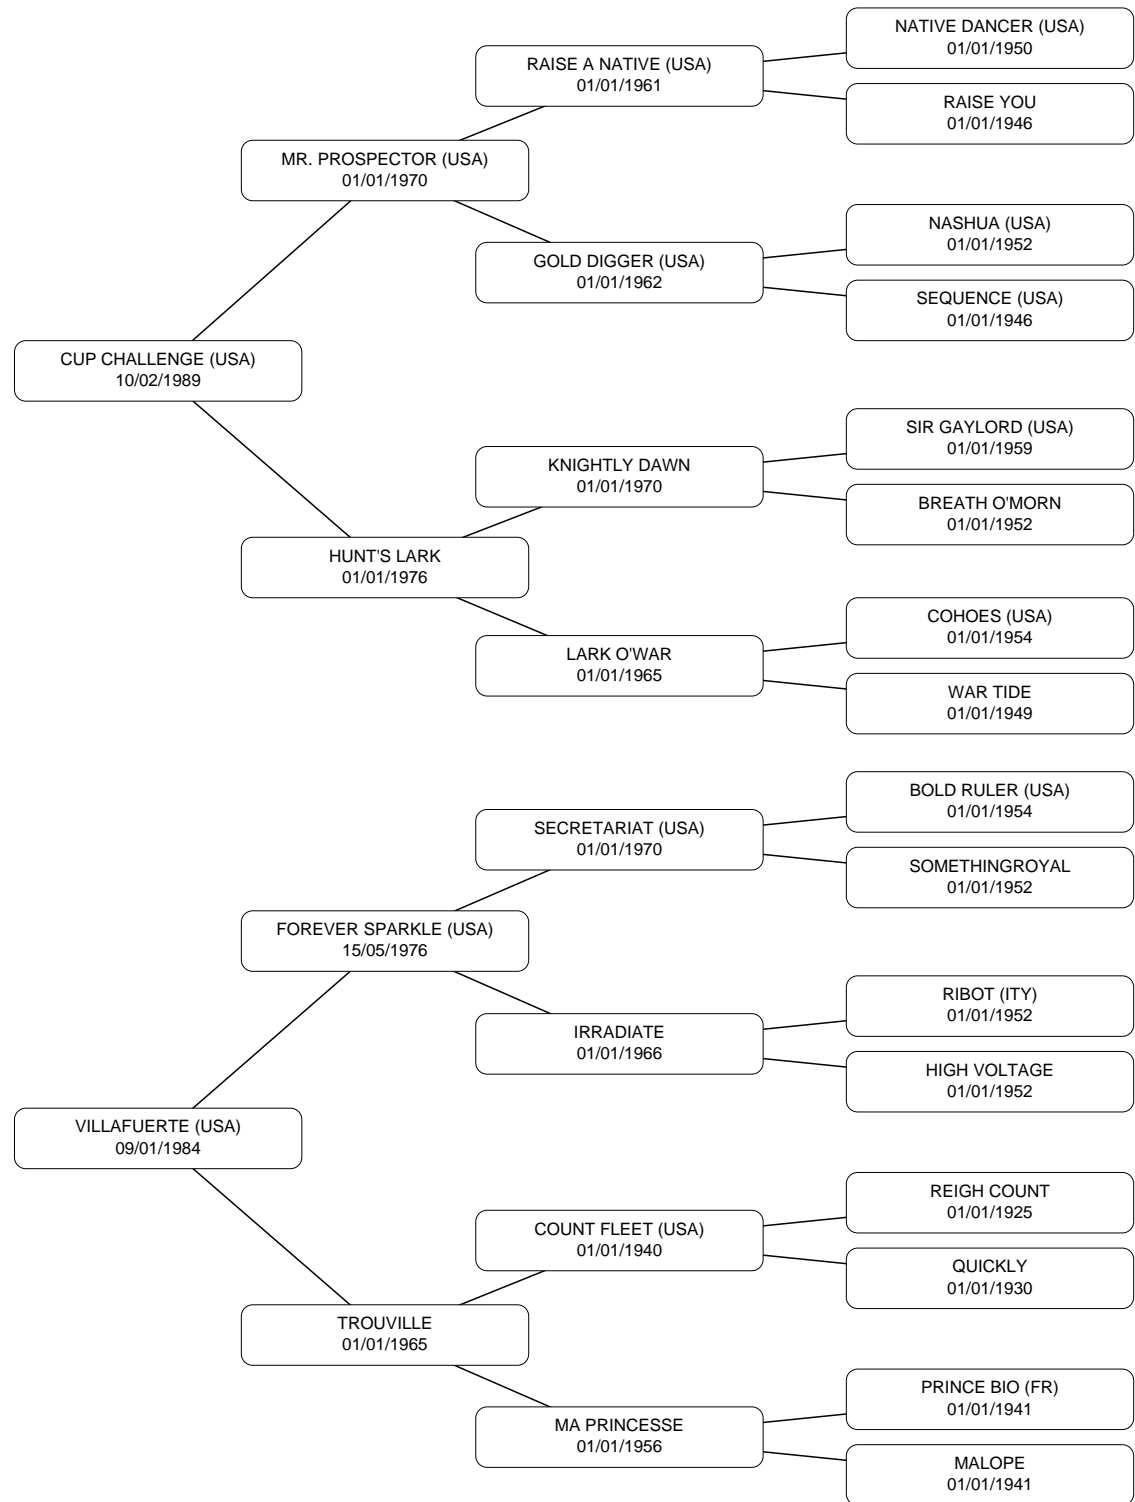 NATIVE DANCER (USA)
01/01/1950
RAISE A NATIVE (USA)
01/01/1961
RAISE YOU
01/01/1946
MR. PROSPECTOR (USA)
01/01/1970
NASHUA (USA)
01/01/1952
GOLD DIGGER (USA)
01/01/1962
SEQUENCE (USA)
01/01/1946
CUP CHALLENGE (USA)
10/02/1989
SIR GAYLORD (USA)
01/01/1959
KNIGHTLY DAWN
01/01/1970
BREATH O'MORN
01/01/1952
HUNT'S LARK
01/01/1976
COHOES (USA)
01/01/1954
LARK O'WAR
01/01/1965
WAR TIDE
01/01/1949
BOLD RULER (USA)
01/01/1954
SECRETARIAT (USA)
01/01/1970
SOMETHINGROYAL
01/01/1952
FOREVER SPARKLE (USA)
15/05/1976
RIBOT (ITY)
01/01/1952
IRRADIATE
01/01/1966
HIGH VOLTAGE
01/01/1952
VILLAFUERTE (USA)
09/01/1984
REIGH COUNT
01/01/1925
COUNT FLEET (USA)
01/01/1940
QUICKLY
01/01/1930
TROUVILLE
01/01/1965
PRINCE BIO (FR)
01/01/1941
MA PRINCESSE
01/01/1956
MALOPE
01/01/1941